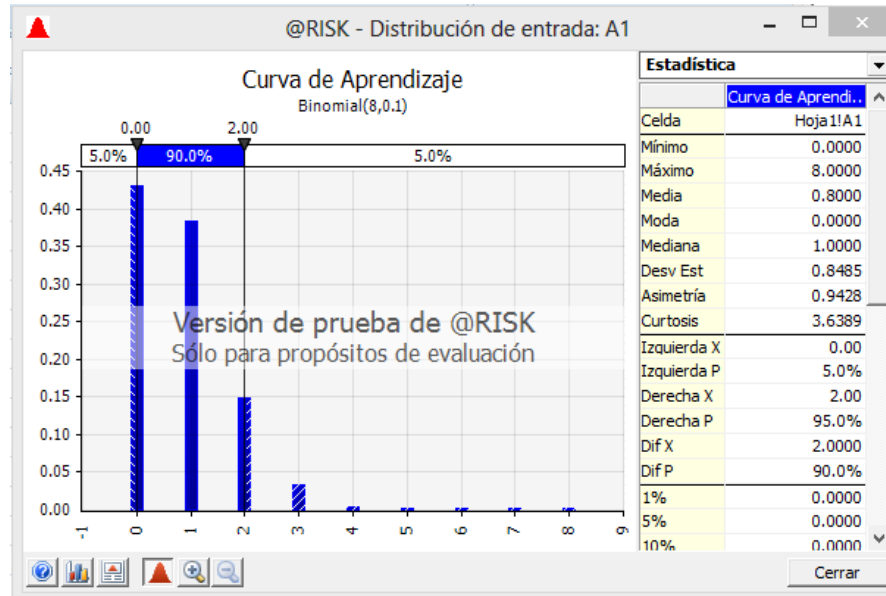 @RISK - Distribución de entrada: A1
Curva de Aprendizaje
Binomial(8,0.1)
0.00 2.00
5.0% 90.0% 5.0%
0.45
0.40
0.35
0.30
0.25
0.20
0.15
0.10
0.05
0.00
-1 0 1 2 3 4 5 6 7 8 9
Versión de prueba de @RISK
Sólo para propósitos de evaluación
Estadística
Curva de Aprendi..
Celda Hoja1!A1
Mínimo 0.0000
Máximo 8.0000
Media 0.8000
Moda 0.0000
Mediana 1.0000
Desv Est 0.8485
Asimetría 0.9428
Curtosis 3.6389
Izquierda X 0.00
Izquierda P 5.0%
Derecha X 2.00
Derecha P 95.0%
Dif X 2.0000
Dif P 90.0%
1% 0.0000
5% 0.0000
10% 0.0000
Cerrar